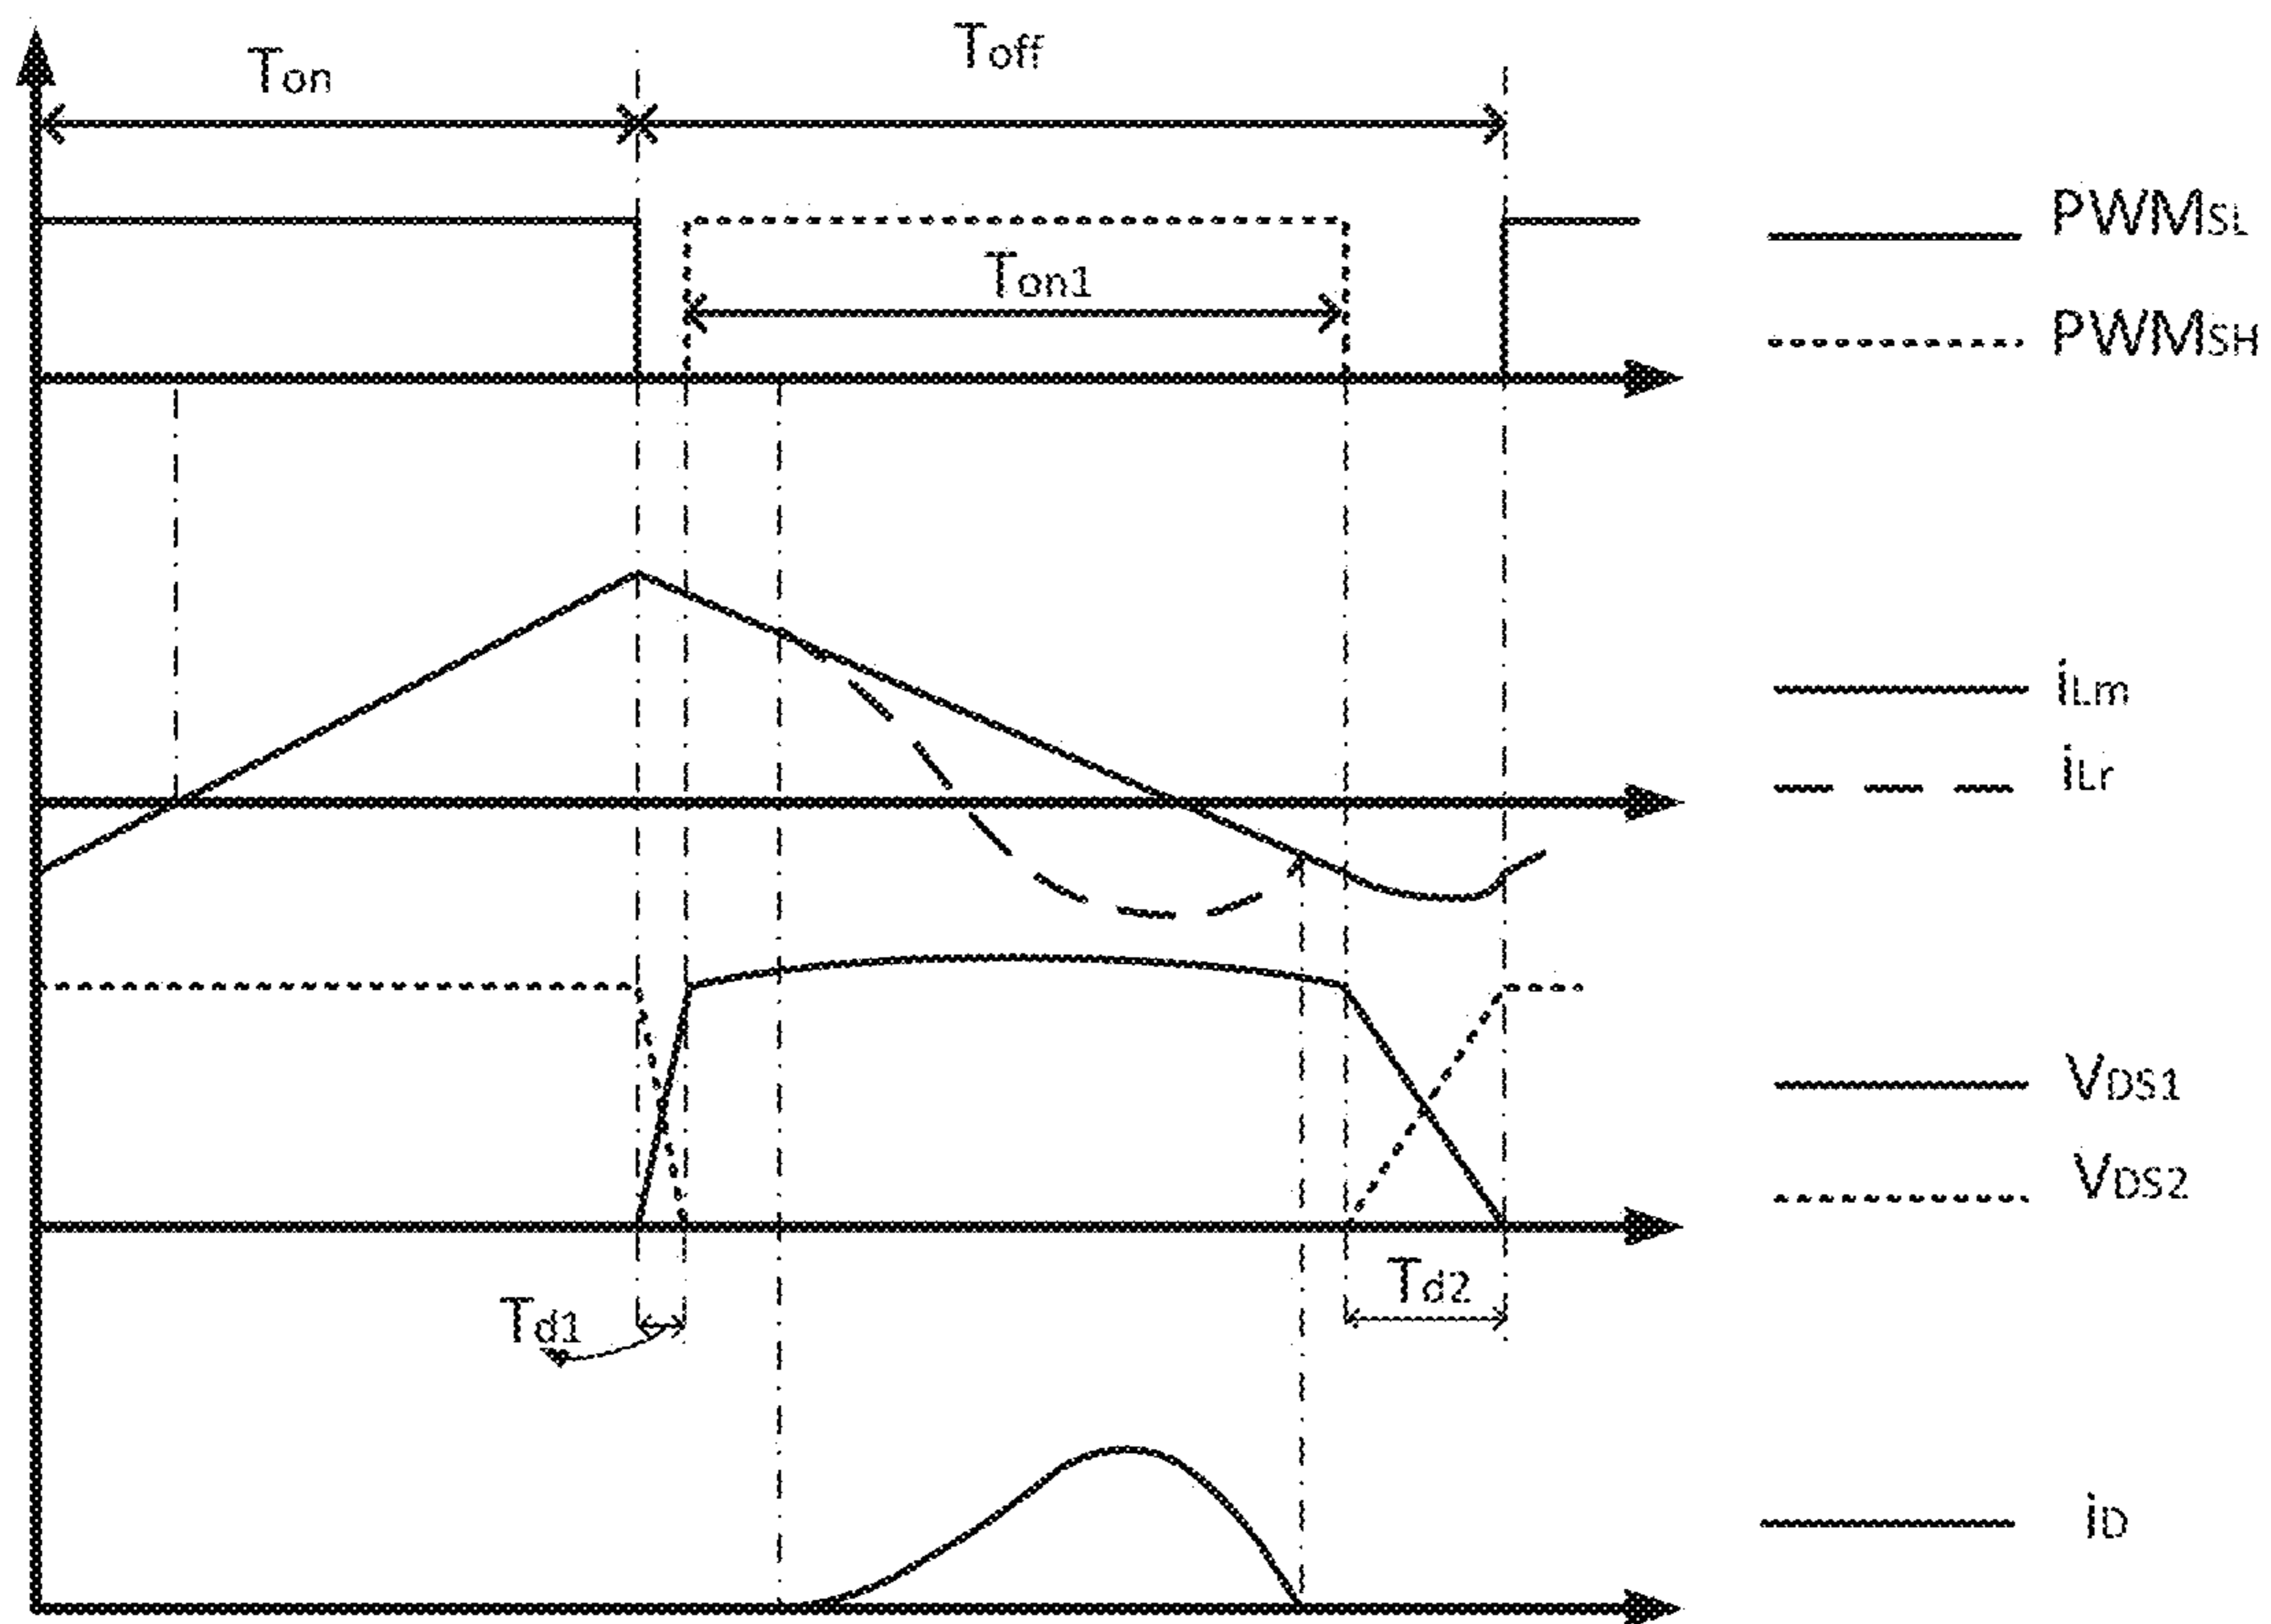 Ton
Toff
PWMSL
Ton1
PWMSH
iLm
iLr
VDS1
VDS2
Td1
Td2
iD